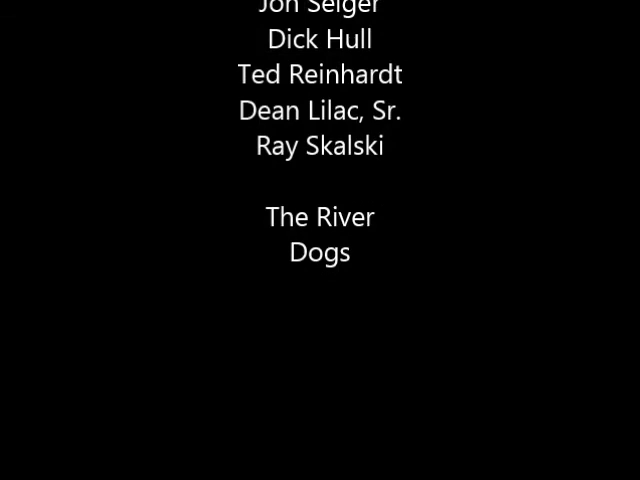 Jon Seiger
Dick Hull
Ted Reinhardt
Dean Lilac, Sr.
Ray Skalski
The River
Dogs